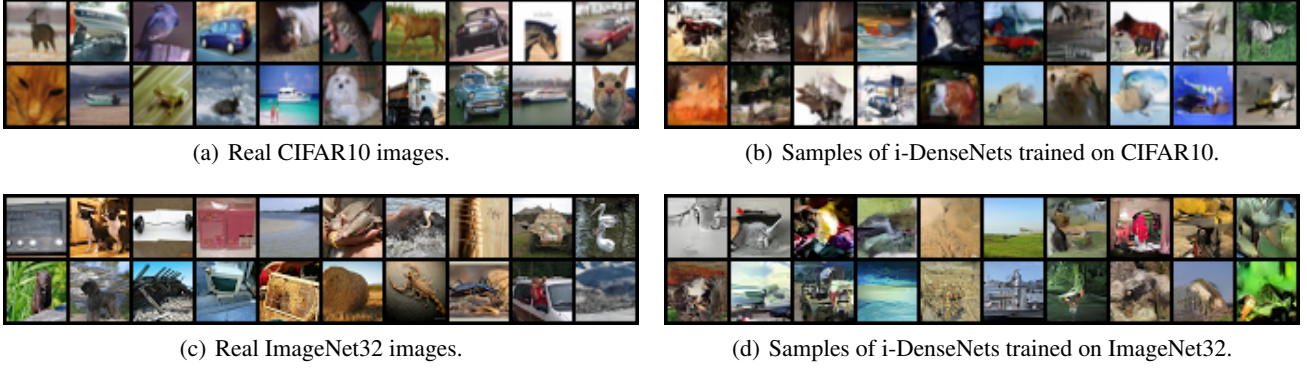 (a) Real CIFAR10 images.
(b) Samples of i-DenseNets trained on CIFAR10.
(c) Real ImageNet32 images.
(d) Samples of i-DenseNets trained on ImageNet32.